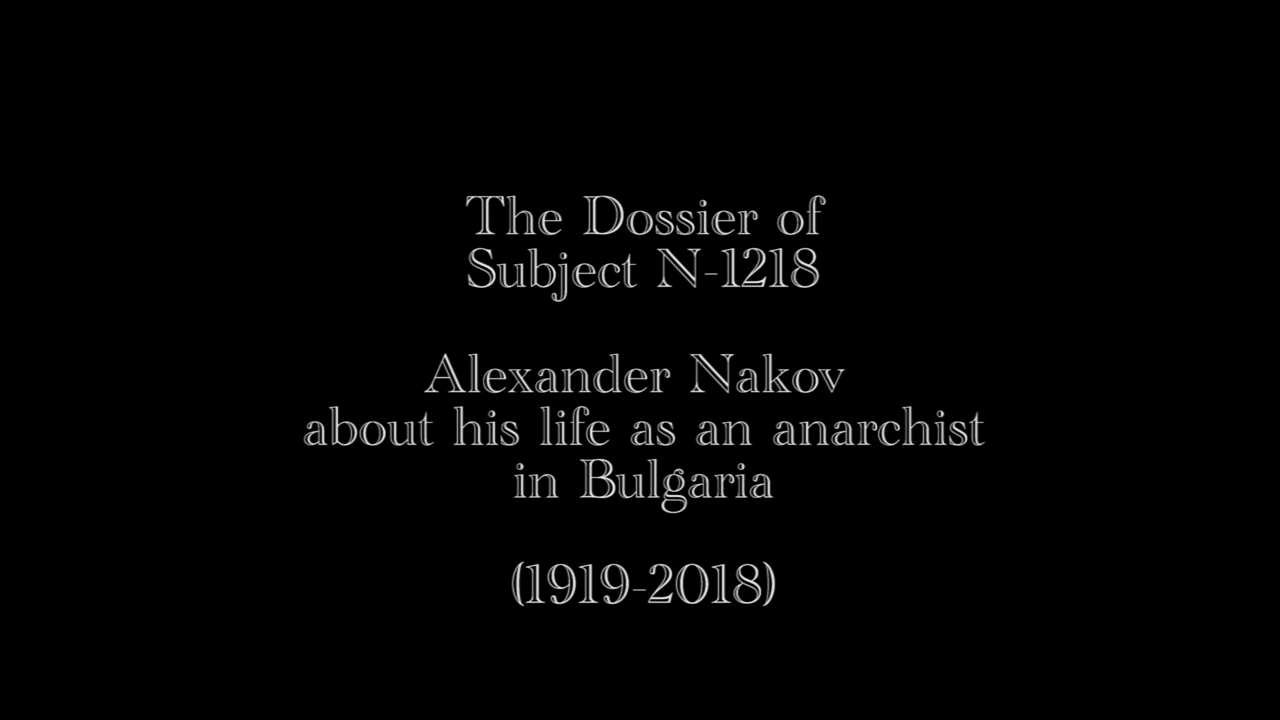 The Dossier of
Subject N-1218
Alexander Nakov
about his life as an anarchist
in Bulgaria
(1919-2018)